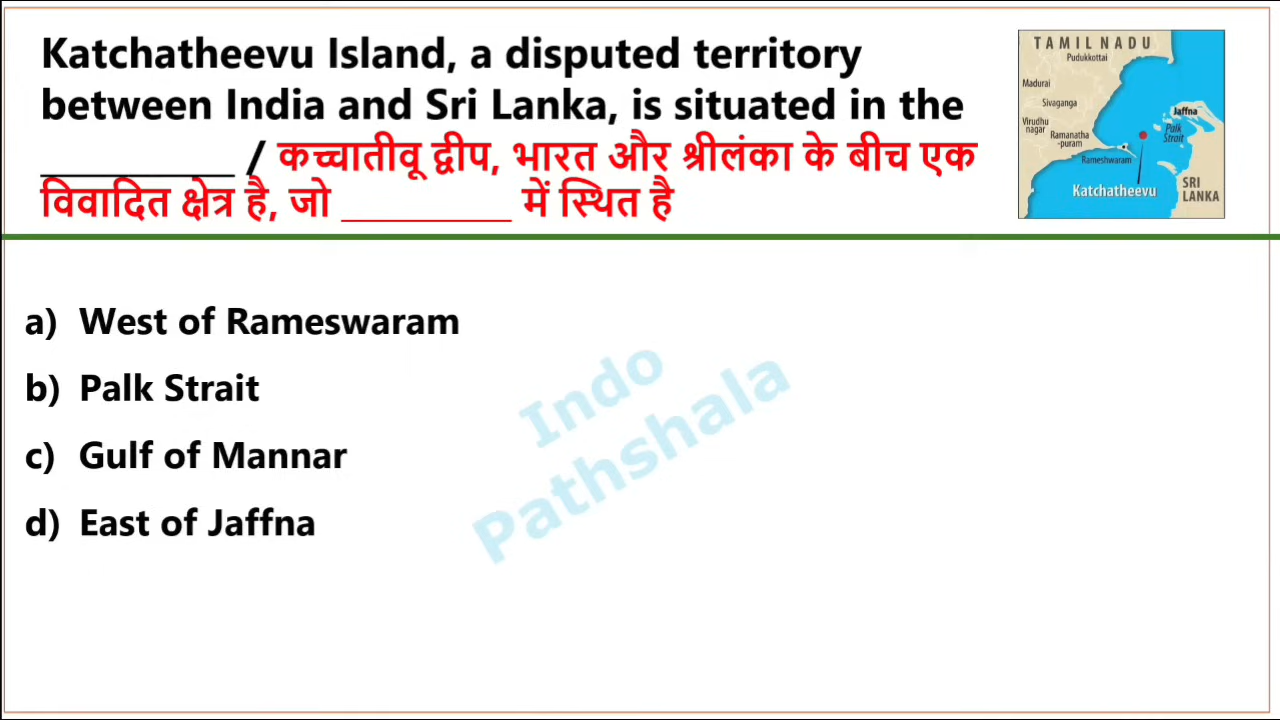 Katchatheevu Island, a disputed territory
between India and Sri Lanka, is situated in the
__________ / कच्चातीवू द्वीप, भारत और श्रीलंका के बीच एक
विवादित क्षेत्र है, जो __________ में स्थित है
TAMIL NADU
Pudukkottai
Madurai
Sivaganga
Virudhu
nagar
Ramanatha
-puram
Rameshwaram
Jaffna
Palk
Strait
Katchatheevu
SRI
LANKA
a) West of Rameswaram
b) Palk Strait
c) Gulf of Mannar
d) East of Jaffna
Indo
Pathshala